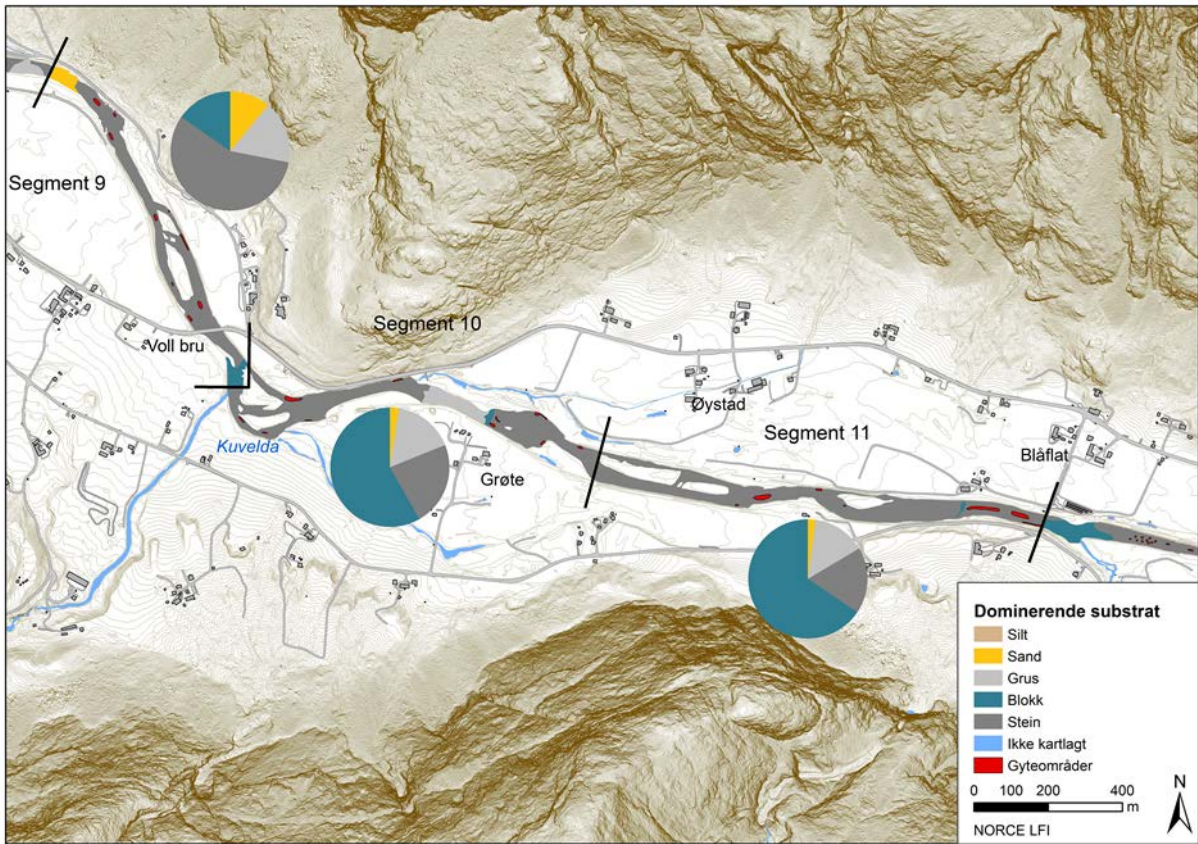 Segment 9
Segment 10
Voll bru
Øystad
Segment 11
Kuvelda
Blåflat
Grøte
Dominerende substrat
Silt
Sand
Grus
Blokk
Stein
Ikke kartlagt
Gyteområder
0 100 200 400
m
N
NORCE LFI